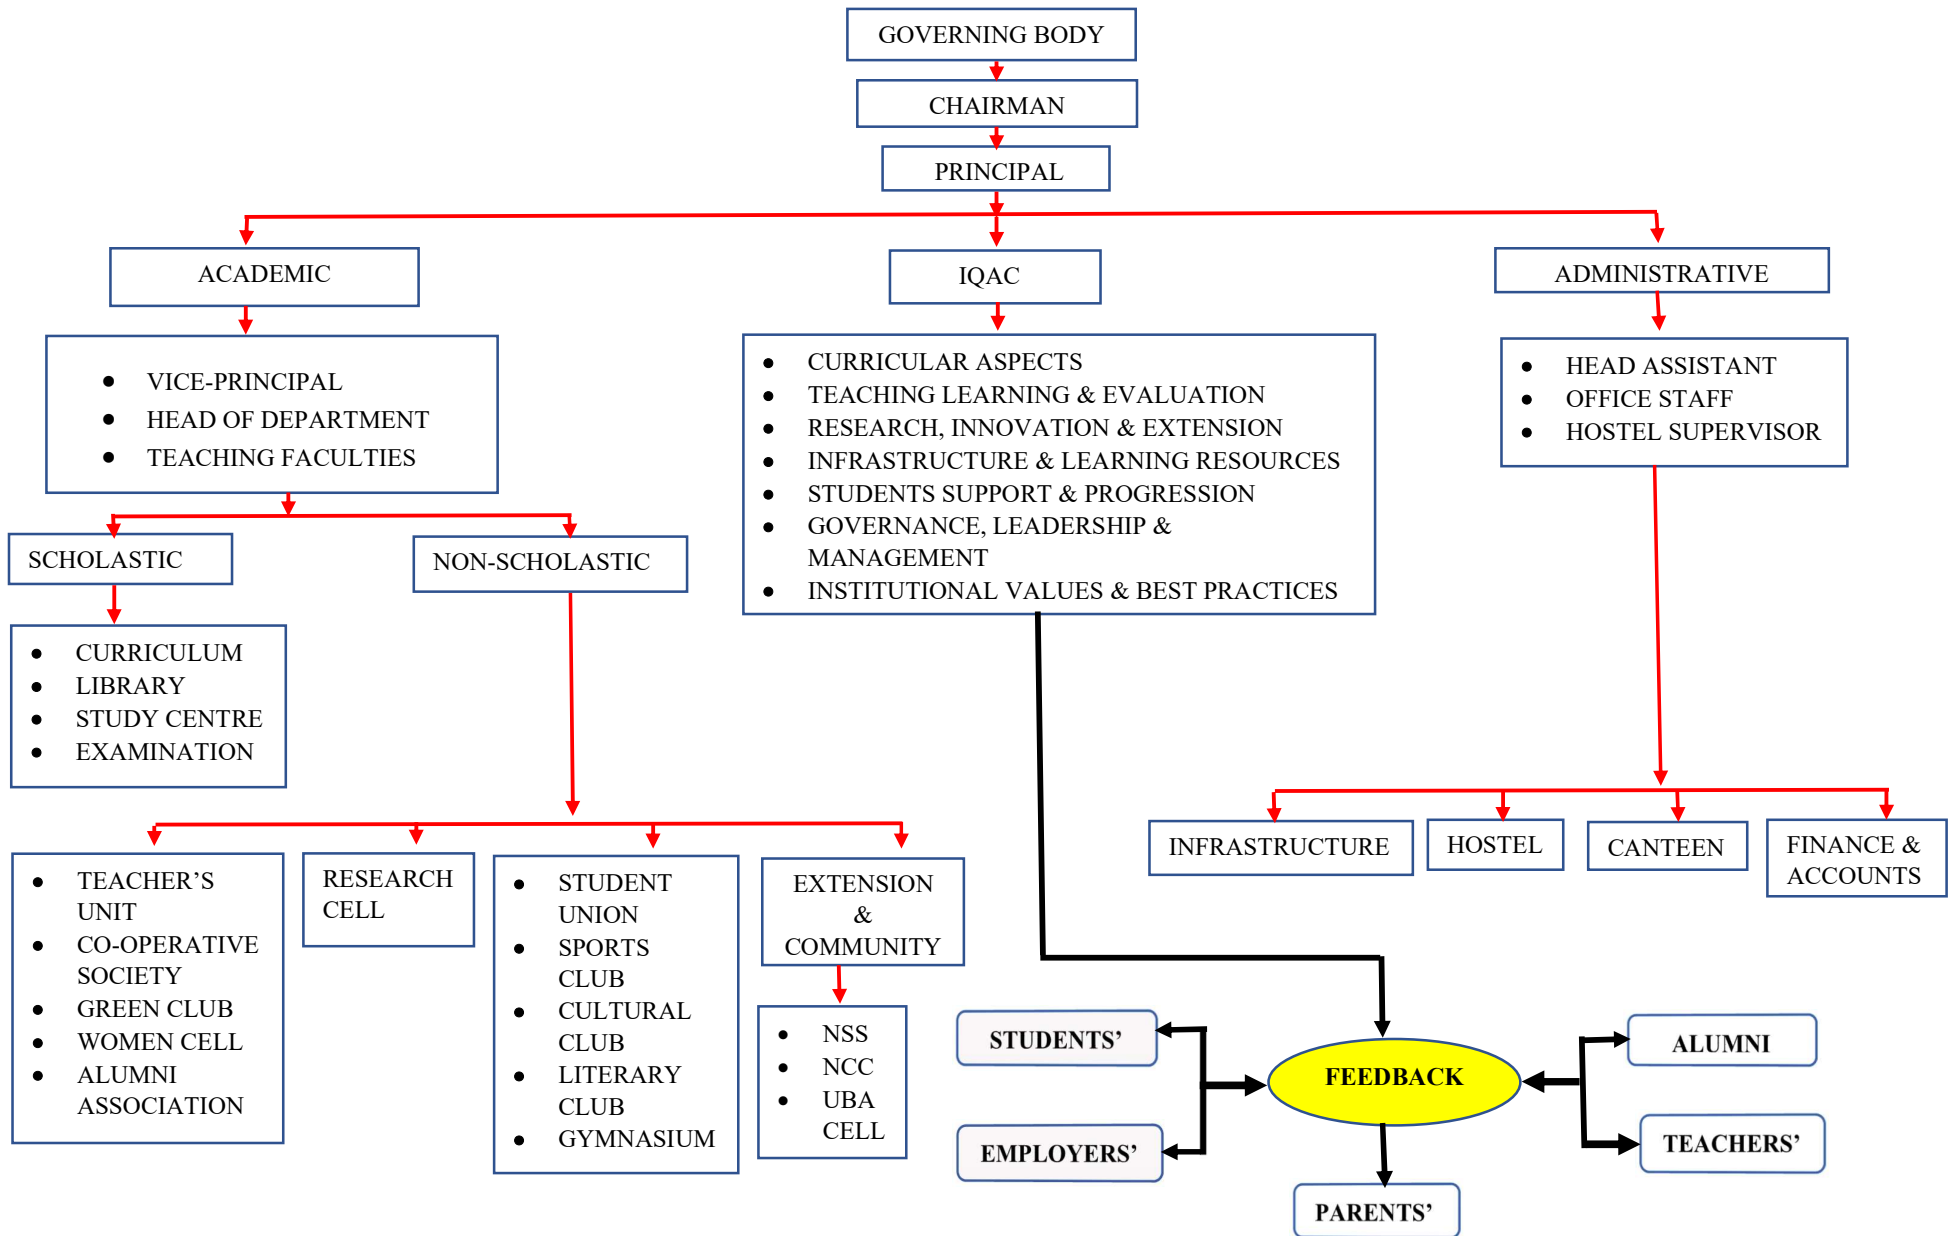 GOVERNING BODY
CHAIRMAN
PRINCIPAL
ACADEMIC
IQAC
ADMINISTRATIVE
• VICE-PRINCIPAL
• HEAD OF DEPARTMENT
• TEACHING FACULTIES
• CURRICULAR ASPECTS
• TEACHING LEARNING & EVALUATION
• RESEARCH, INNOVATION & EXTENSION
• INFRASTRUCTURE & LEARNING RESOURCES
• STUDENTS SUPPORT & PROGRESSION
• GOVERNANCE, LEADERSHIP &
MANAGEMENT
• INSTITUTIONAL VALUES & BEST PRACTICES
• HEAD ASSISTANT
• OFFICE STAFF
• HOSTEL SUPERVISOR
SCHOLASTIC
NON-SCHOLASTIC
• CURRICULUM
• LIBRARY
• STUDY CENTRE
• EXAMINATION
• TEACHER’S
UNIT
• CO-OPERATIVE
SOCIETY
• GREEN CLUB
• WOMEN CELL
• ALUMNI
ASSOCIATION
RESEARCH
CELL
• STUDENT
UNION
• SPORTS
CLUB
• CULTURAL
CLUB
• LITERARY
CLUB
• GYMNASIUM
EXTENSION
&
COMMUNITY
• NSS
• NCC
• UBA
CELL
INFRASTRUCTURE
HOSTEL
CANTEEN
FINANCE &
ACCOUNTS
STUDENTS’
EMPLOYERS’
FEEDBACK
PARENTS’
ALUMNI
TEACHERS’